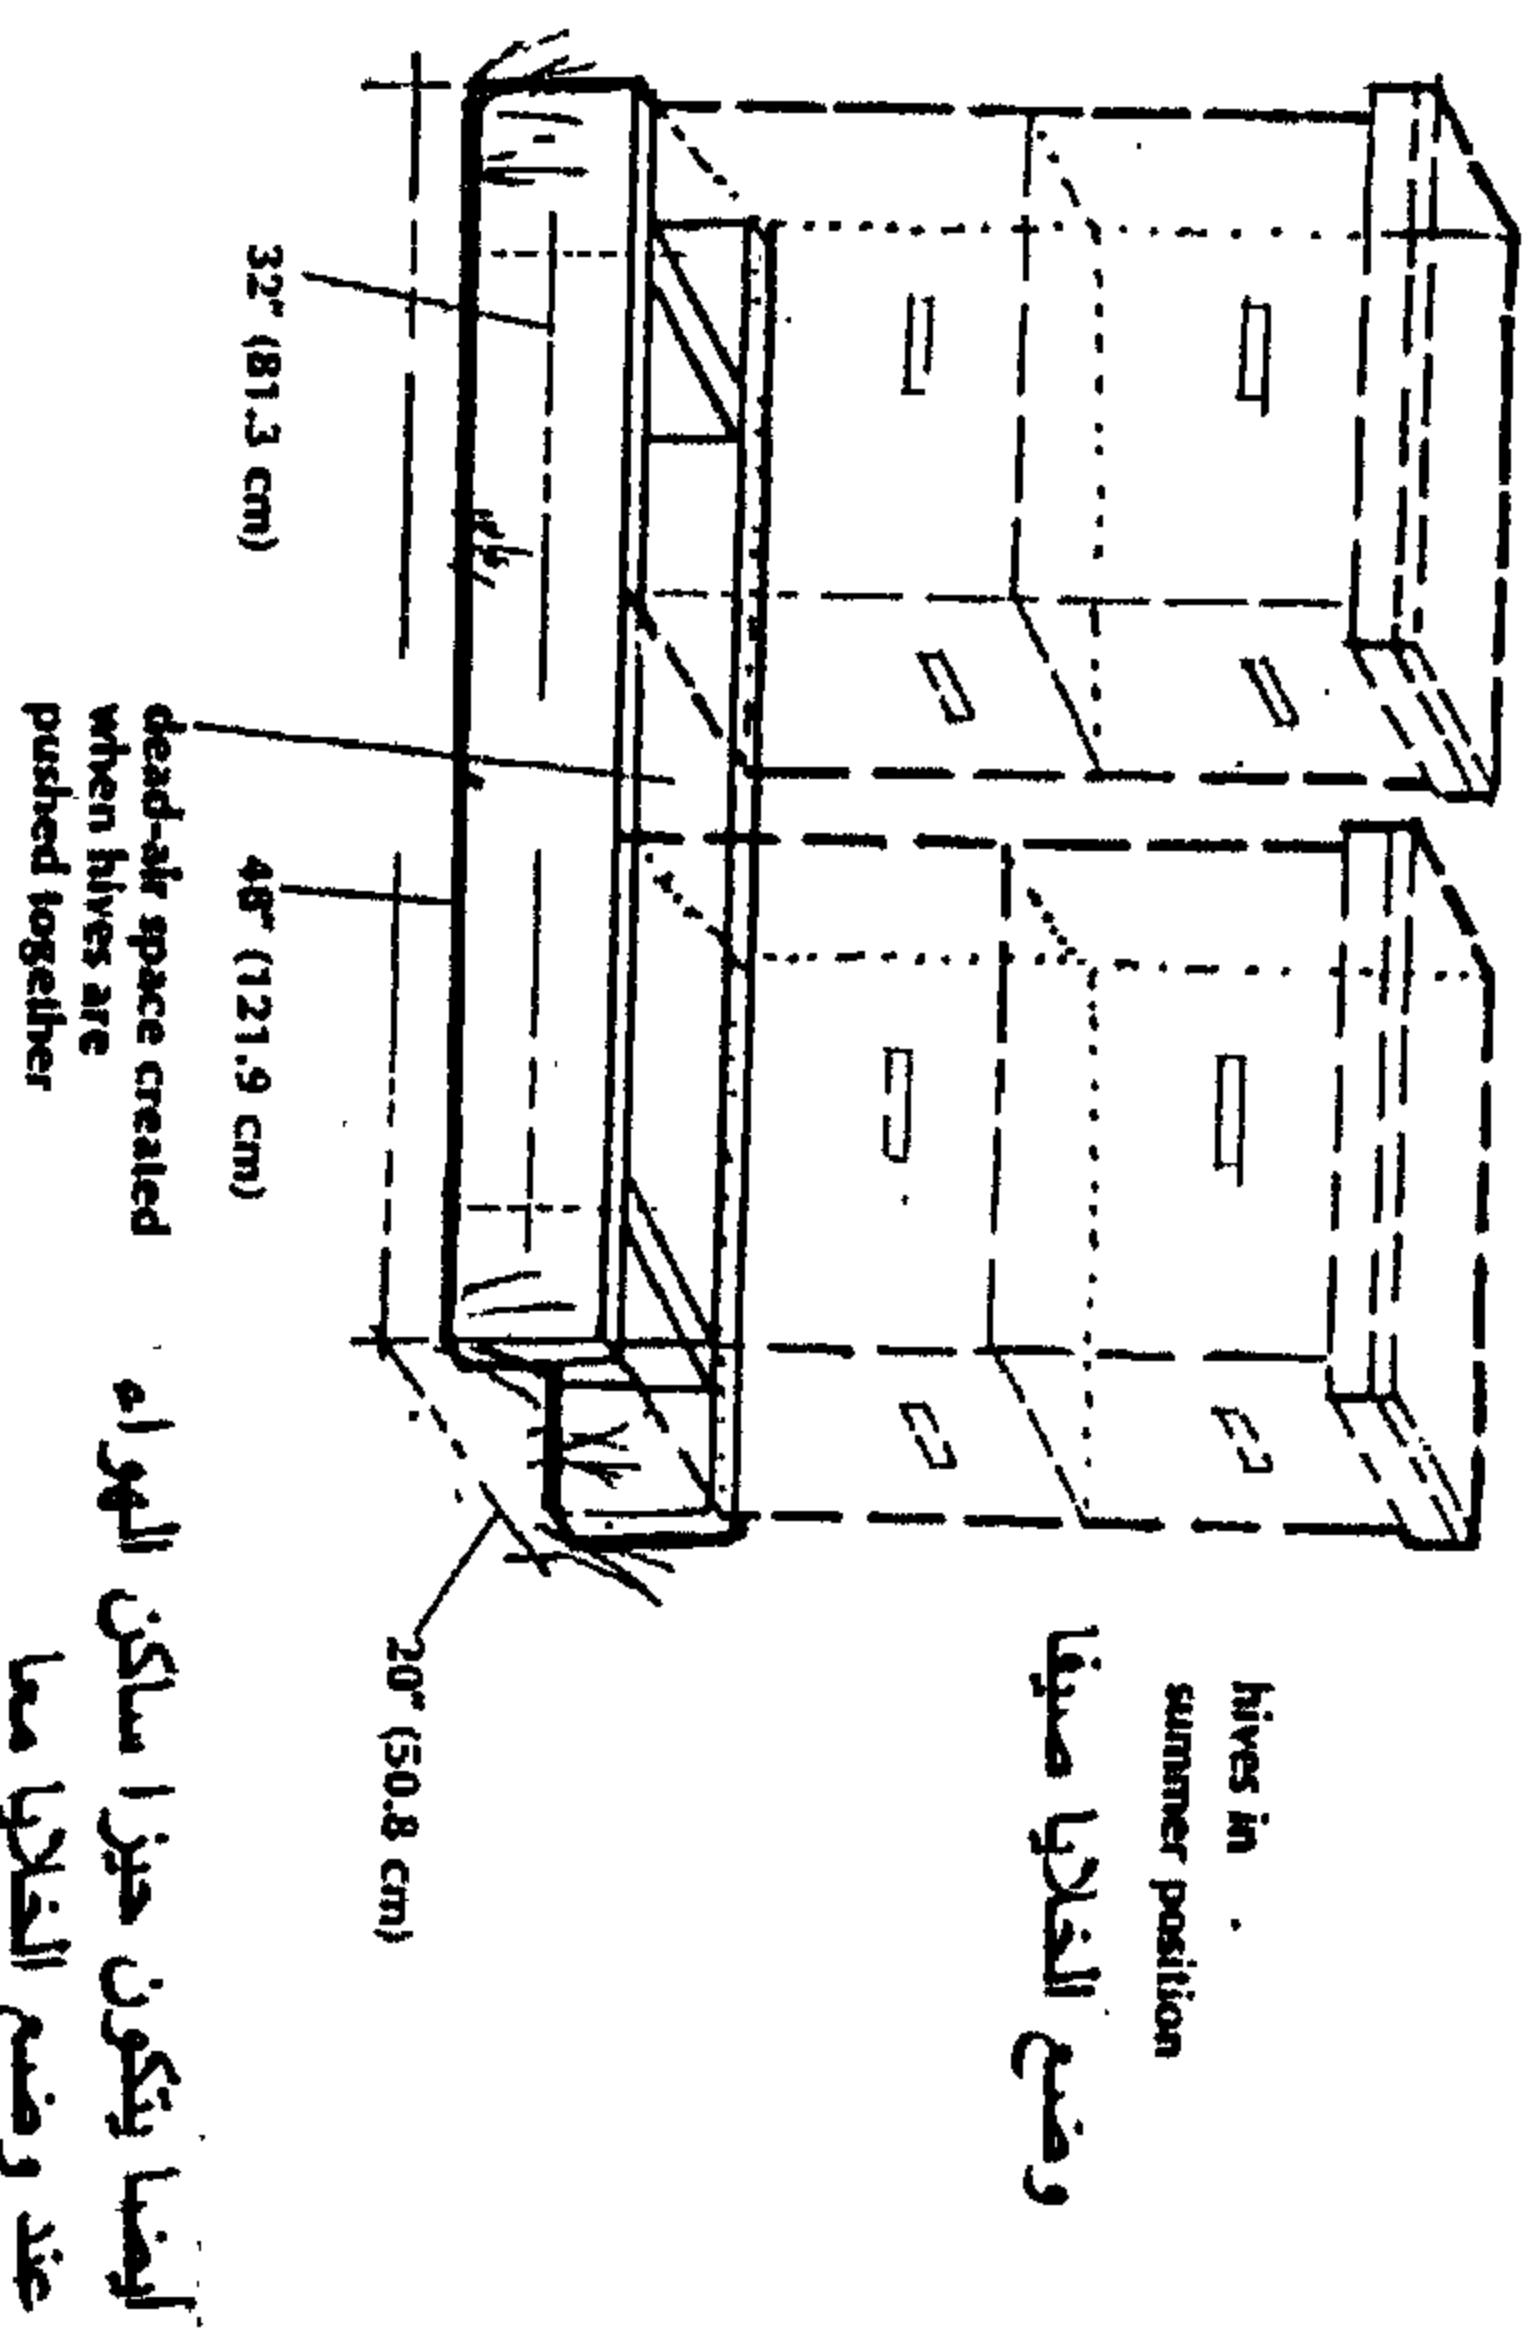 hives in
summer position
وضع الخلايا صيفا
20" (50.8 cm)
32" (81.3 cm)
48" (121.9 cm)
dead-air space created
when hives are
pushed together
أيضا يتكون حيزا ساكن الهواء
عند وضع الخلايا معا